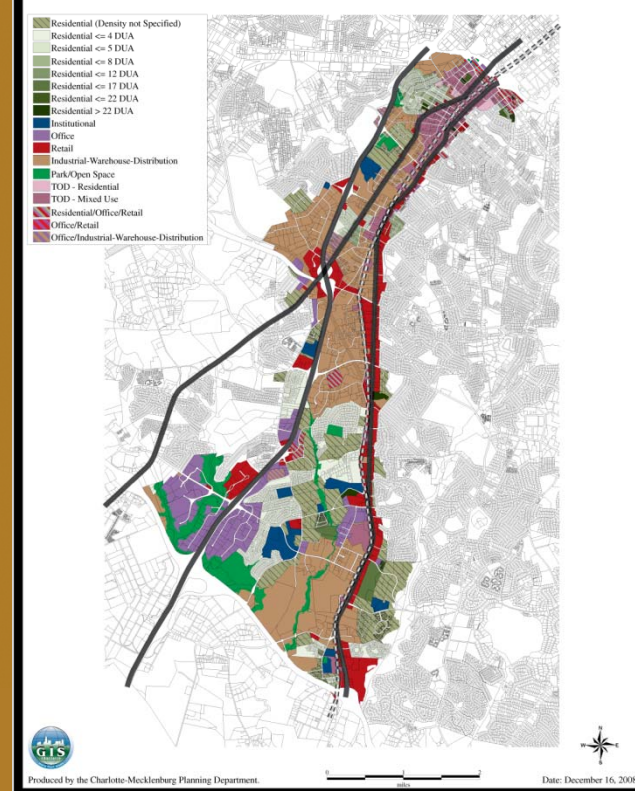 Residential (Density not Specified)
Residential <= 4 DUA
Residential <= 5 DUA
Residential <= 8 DUA
Residential <= 12 DUA
Residential <= 17 DUA
Residential <= 22 DUA
Residential > 22 DUA
Institutional
Office
Retail
Industrial-Warehouse-Distribution
Park/Open Space
TOD - Residential
TOD - Mixed Use
Residential/Office/Retail
Office/Retail
Office/Industrial-Warehouse-Distribution
N
W E
S
GIS
Produced by the Charlotte-Mecklenburg Planning Department.
0 1 2
miles
Date: December 16, 2008